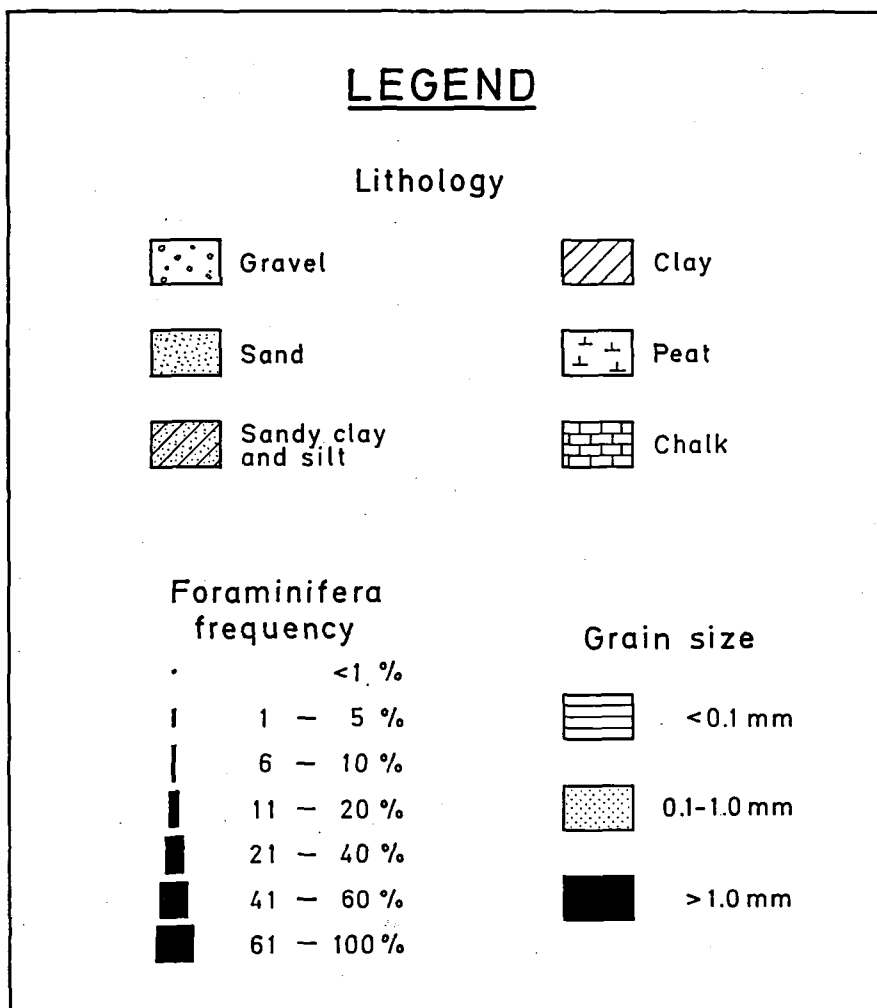 LEGEND
Lithology
Gravel
Clay
Sand
Peat
Sandy clay
and silt
Chalk
Foraminifera
frequency
<1 %
1 – 5 %
6 – 10 %
11 – 20 %
21 – 40 %
41 – 60 %
61 – 100 %
Grain size
<0.1 mm
0.1-1.0 mm
>1.0 mm